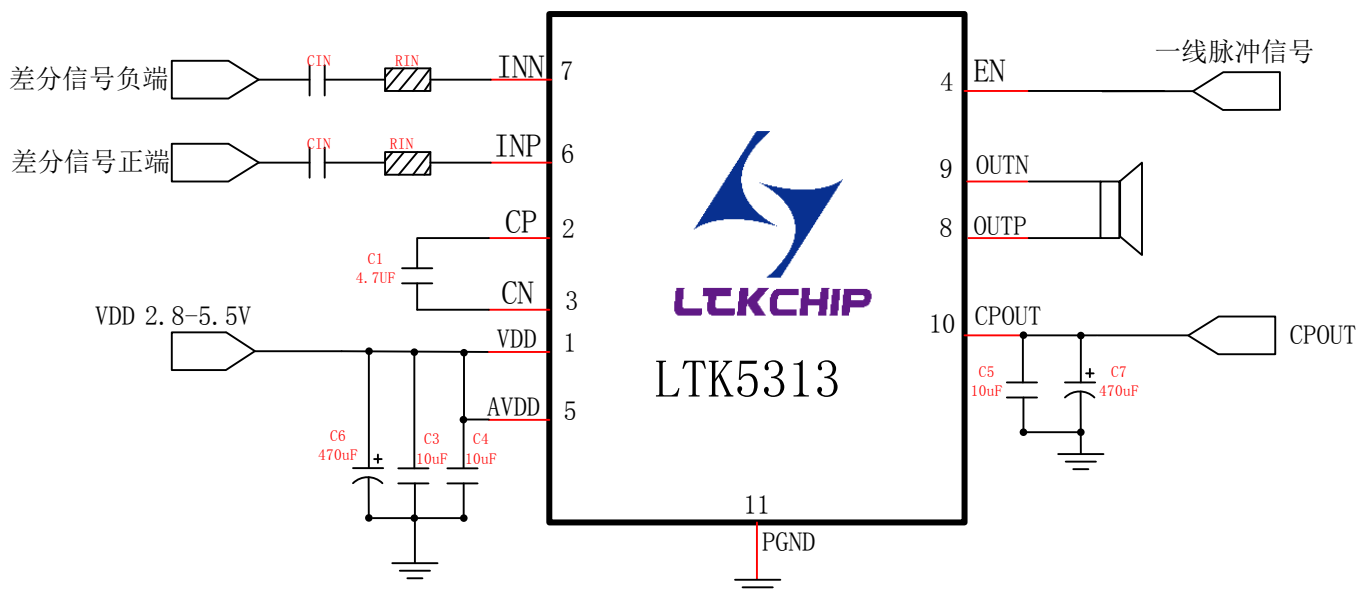 差分信号负端
CIN
RIN
INN
7
差分信号正端
CIN
RIN
INP
6
CP
2
C1
4.7UF
CN
3
VDD 2.8-5.5V
VDD
1
AVDD
5
C6
470uF
+
C3
10uF
C4
10uF
LTKCHIP
LTK5313
11
PGND
4
EN
一线脉冲信号
9
OUTN
8
OUTP
10
CPOUT
CPOUT
C5
10uF
+
C7
470uF